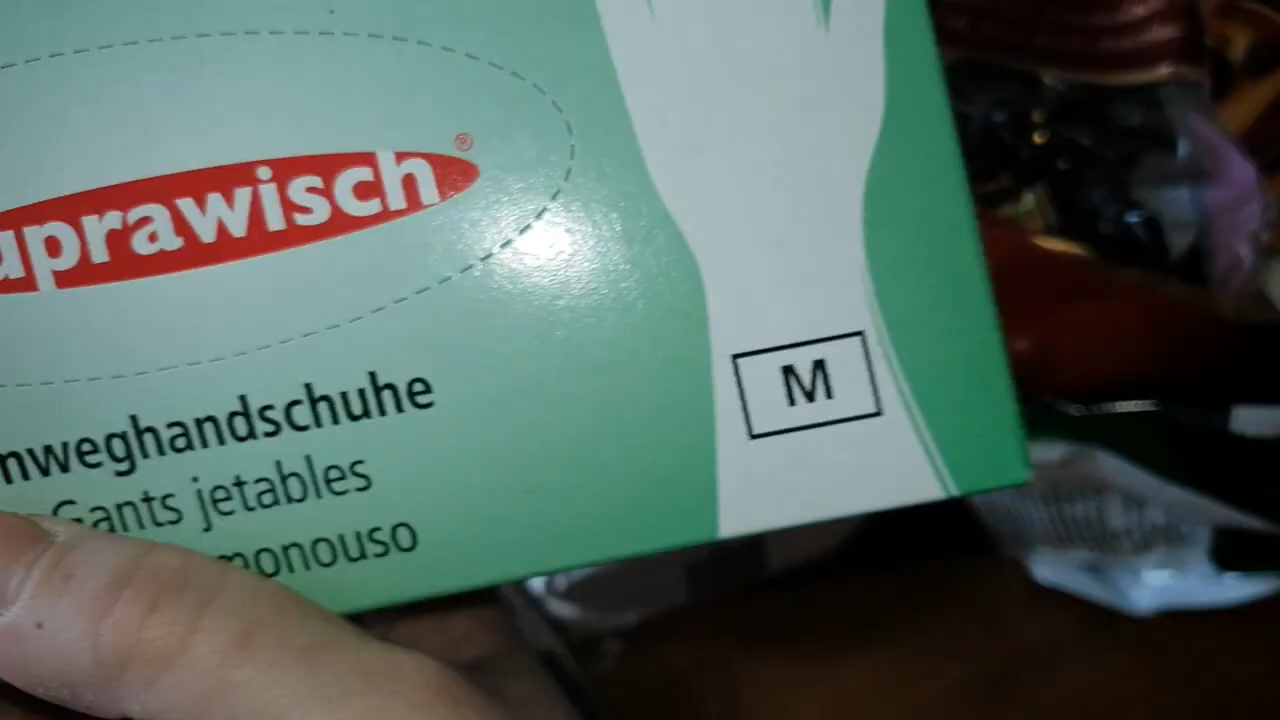 uprawisch®
M
nweghandschuhe
Gants jetables
monouso